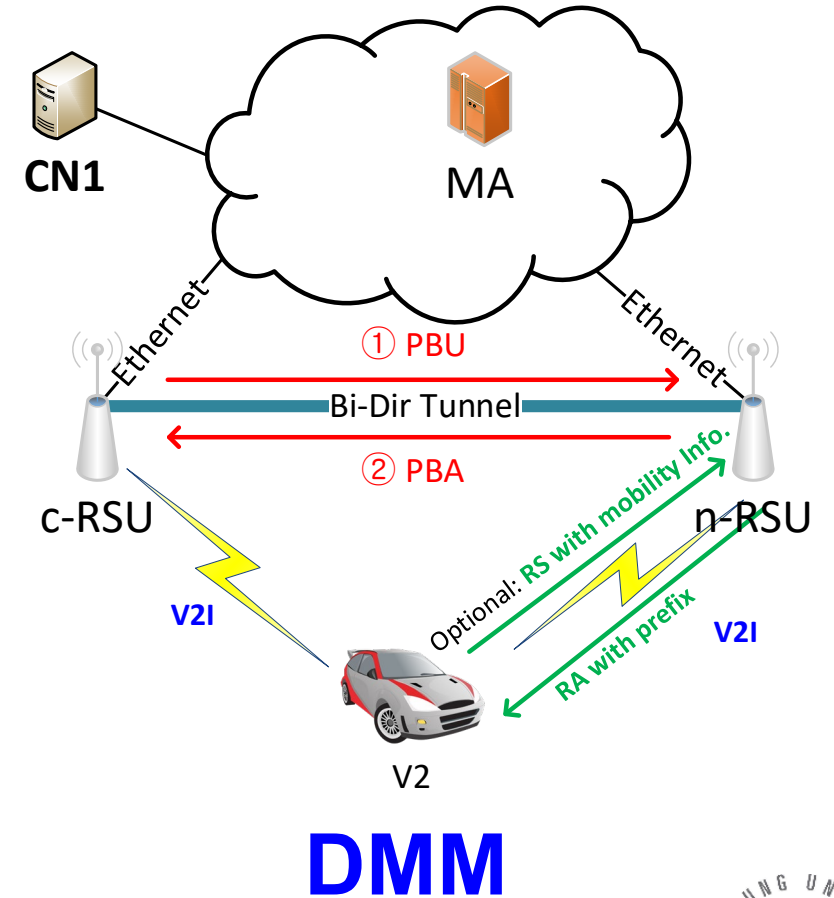 CN1
MA
Ethernet
Ethernet
① PBU
Bi-Dir Tunnel
② PBA
c-RSU
n-RSU
Optional: RS with mobility Info.
RA with prefix
V2I
V2I
V2
DMM